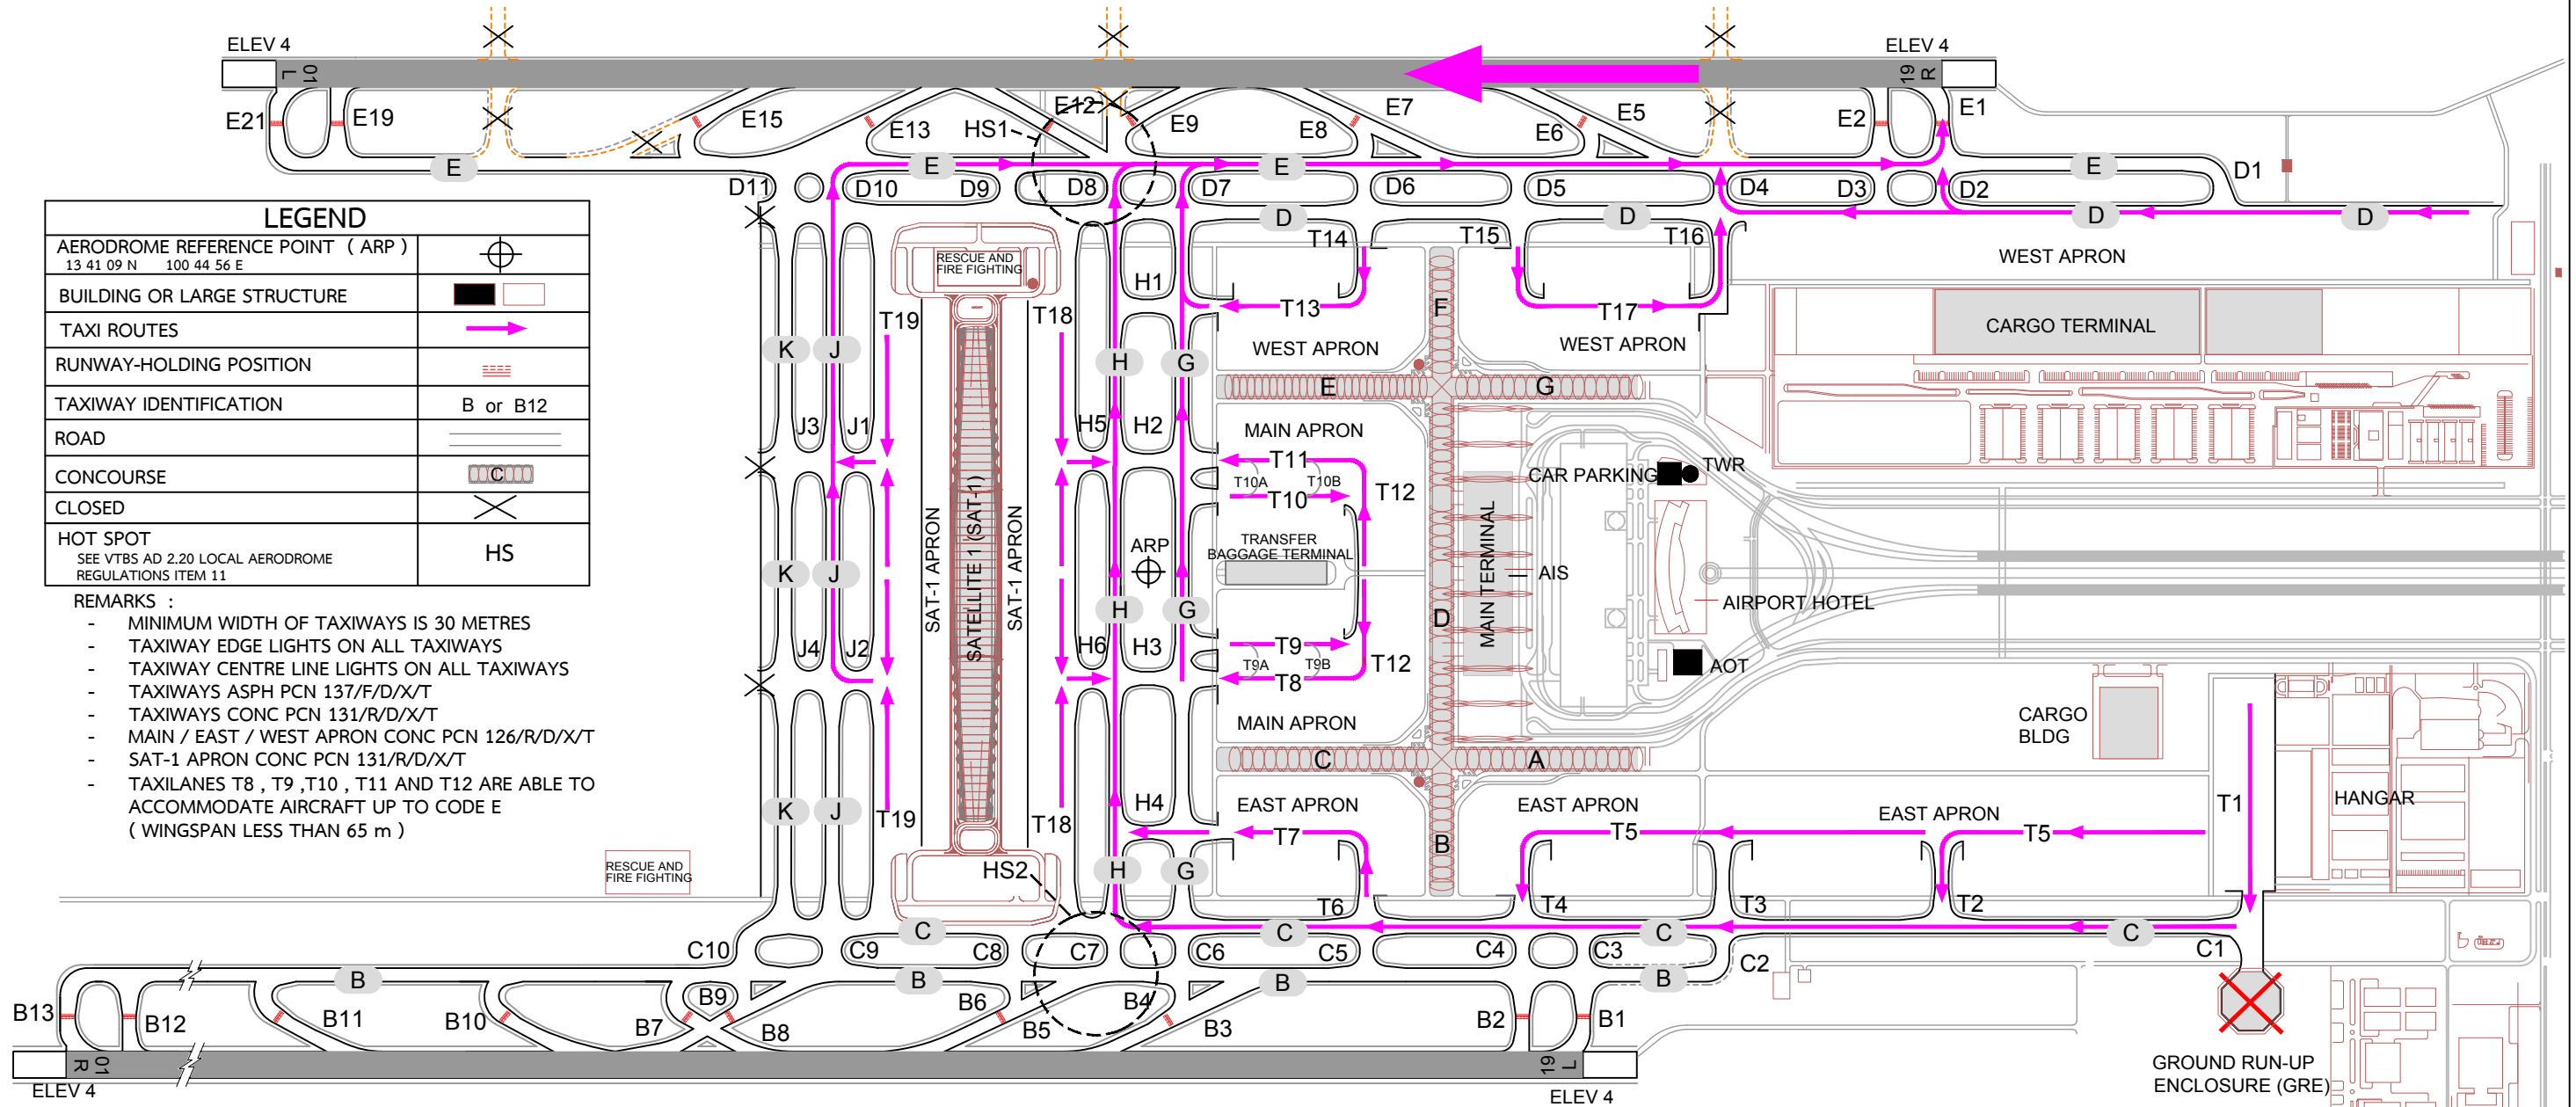 ELEV 4
ELEV 4
01 L
19 R
E21
E19
E15
E13
HS1
E12
E9
E8
E7
E6
E5
E2
E1
E
E
E
E
D11
D10
D9
D8
D7
D6
D5
D4
D3
D2
D1
D
D
D
D
LEGEND
AERODROME REFERENCE POINT ( ARP )
13 41 09 N 100 44 56 E
BUILDING OR LARGE STRUCTURE
TAXI ROUTES
RUNWAY-HOLDING POSITION
TAXIWAY IDENTIFICATION
B or B12
ROAD
CONCOURSE
C
CLOSED
HOT SPOT
SEE VTBS AD 2.20 LOCAL AERODROME
REGULATIONS ITEM 11
HS
REMARKS :
- MINIMUM WIDTH OF TAXIWAYS IS 30 METRES
- TAXIWAY EDGE LIGHTS ON ALL TAXIWAYS
- TAXIWAY CENTRE LINE LIGHTS ON ALL TAXIWAYS
- TAXIWAYS ASPH PCN 137/F/D/X/T
- TAXIWAYS CONC PCN 131/R/D/X/T
- MAIN / EAST / WEST APRON CONC PCN 126/R/D/X/T
- SAT-1 APRON CONC PCN 131/R/D/X/T
- TAXILANES T8 , T9 ,T10 , T11 AND T12 ARE ABLE TO
ACCOMMODATE AIRCRAFT UP TO CODE E
( WINGSPAN LESS THAN 65 m )
RESCUE AND
FIRE FIGHTING
RESCUE AND
FIRE FIGHTING
K
J
K
J
K
J
J3
J1
J4
J2
T19
T19
SAT-1 APRON
SATELLITE 1 (SAT-1)
SAT-1 APRON
T18
T18
H
G
H
G
H
G
H1
H5
H2
H6
H3
H4
ARP
T14
T13
T15
T16
T17
WEST APRON
WEST APRON
WEST APRON
F
E
G
MAIN APRON
T11
T10A
T10B
T10
T12
TRANSFER
BAGGAGE TERMINAL
T9
T9A
T9B
T8
T12
MAIN APRON
D
MAIN TERMINAL
C
A
B
CAR PARKING
TWR
AIS
AIRPORT HOTEL
AOT
CARGO TERMINAL
CARGO
BLDG
HANGAR
EAST APRON
EAST APRON
EAST APRON
T7
T6
T5
T5
T4
T3
T2
T1
HS2
C
C
C
C
C10
C9
C8
C7
C6
C5
C4
C3
C2
C1
B
B
B
B
B13
B12
B11
B10
B9
B8
B7
B6
B5
B4
B3
B2
B1
01 R
19 L
ELEV 4
ELEV 4
GROUND RUN-UP
ENCLOSURE (GRE)